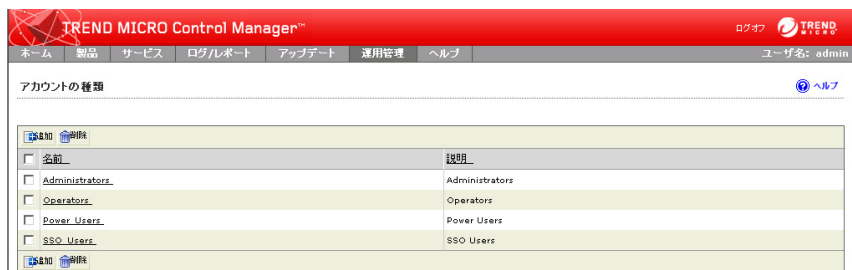 TREND MICRO Control Manager™
ログオフ
TREND MICRO
ホーム 製品 サービス ログ/レポート アップデート 運用管理 ヘルプ ユーザ名: admin
アカウントの種類 ヘルプ
追加 削除
名前 説明
Administrators Administrators
Operators Operators
Power Users Power Users
SSO Users SSO Users
追加 削除